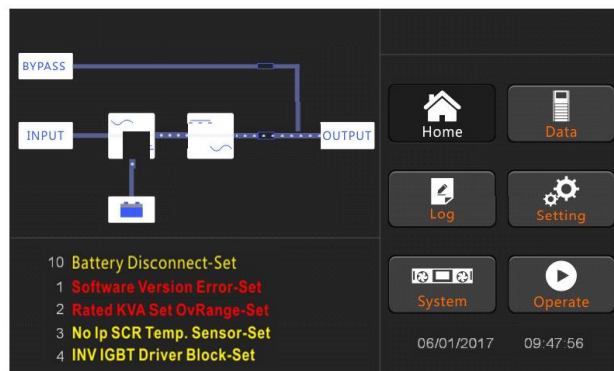 BYPASS
INPUT
OUTPUT
Home
Data
Log
Setting
System
Operate
10 Battery Disconnect-Set
1 Software Version Error-Set
2 Rated KVA Set OvRange-Set
3 No Ip SCR Temp. Sensor-Set
4 INV IGBT Driver Block-Set
06/01/2017 09:47:56